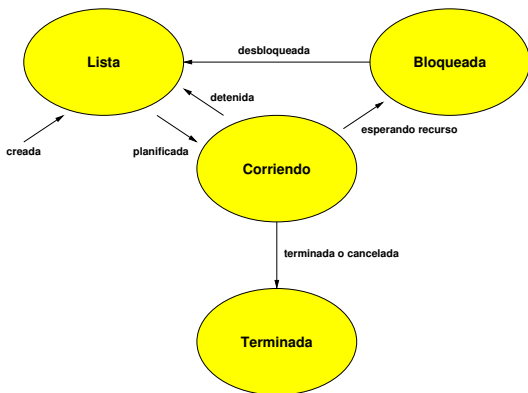 desbloqueada
Lista
Bloqueada
detenida
esperando recurso
creada
planificada
Corriendo
terminada o cancelada
Terminada